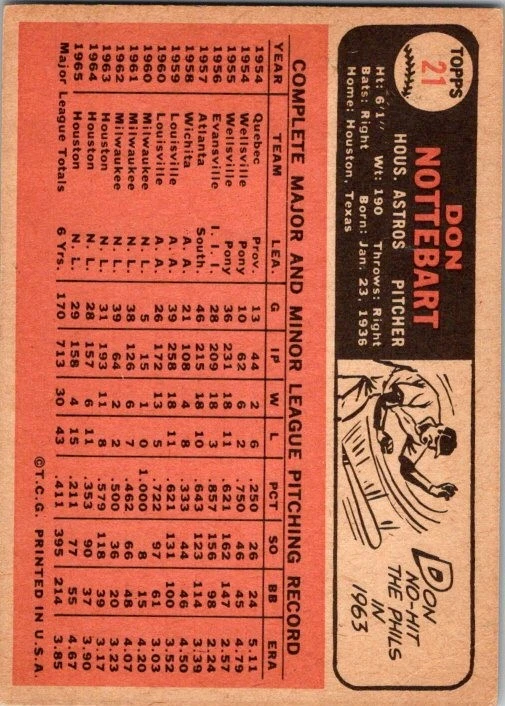 TOPPS
21
DON
NOTTEBART
HOUS. ASTROS PITCHER
Ht: 6'1" Wt: 190 Throws: Right
Bats: Right Born: Jan. 23, 1936
Home: Houston, Texas
DON
NO-HIT
THE PHILS
IN
1963
COMPLETE MAJOR AND MINOR LEAGUE PITCHING RECORD
YEAR TEAM LEA. G IP W L PCT SO BB ERA
1954 Quebec Prov. 13 44 2 6 .250 26 24 5.11
1954 Wellsville Pony 10 62 6 2 .750 46 45 4.79
1955 Wellsville Pony 36 231 18 11 .621 162 147 2.57
1956 Evansville I. I. I. 28 209 18 3 .857 156 98 2.24
1957 Atlanta South. 46 215 18 10 .643 123 114 3.39
1958 Wichita A. A. 21 108 4 8 .333 44 46 4.50
1959 Louisville A. A. 39 258 18 11 .621 131 100 3.52
1960 Louisville A. A. 26 172 13 5 .722 97 61 3.03
1960 Milwaukee N. L. 5 15 1 0 1.000 8 15 4.20
1961 Milwaukee N. L. 38 126 6 7 .462 66 48 4.07
1962 Milwaukee N. L. 39 64 2 2 .500 36 20 3.23
1963 Houston N. L. 31 193 11 8 .579 118 39 3.17
1964 Houston N. L. 28 157 6 11 .353 90 37 3.90
1965 Houston N. L. 29 158 4 15 .211 77 55 4.67
Major League Totals 6 Yrs. 170 713 30 43 .411 395 214 3.85
©T.C.G. PRINTED IN U.S.A.